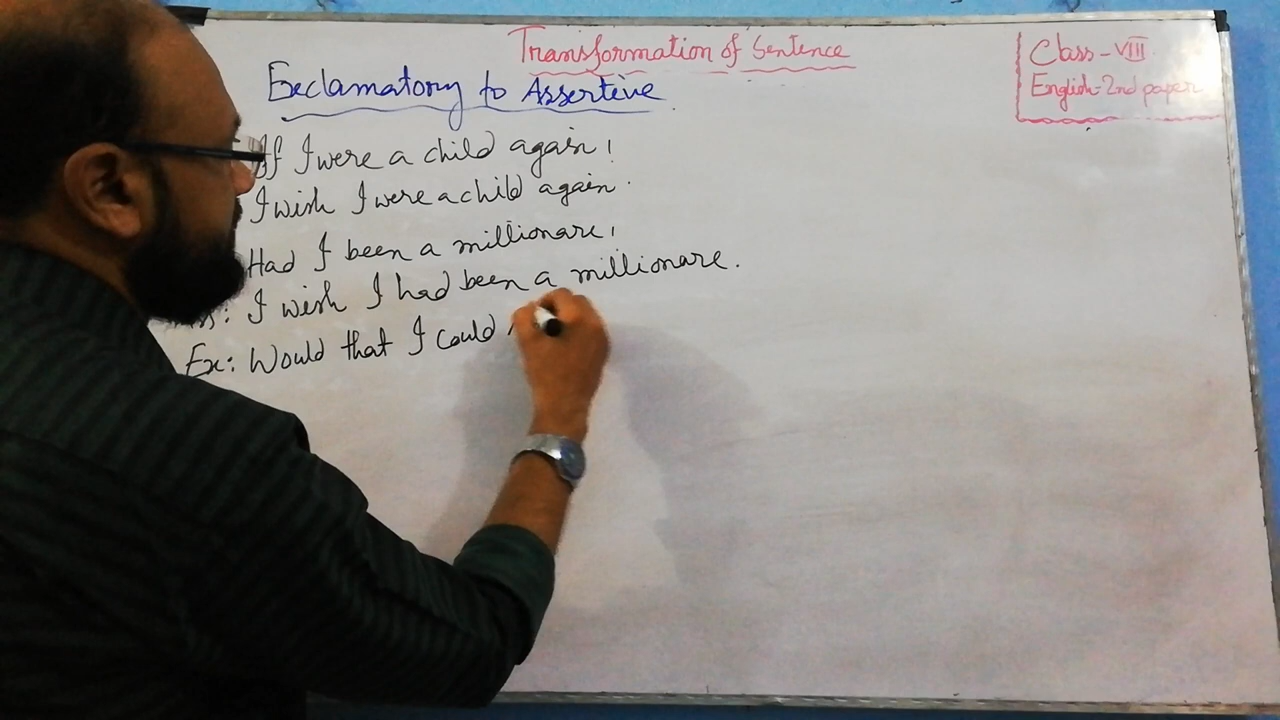 Transformation of Sentence
Class-VIII
English-2nd paper
Exclamatory to Assertive
If I were a child again!
I wish I were a child again.
Had I been a millionare!
I wish I had been a millionare.
Ex: Would that I could